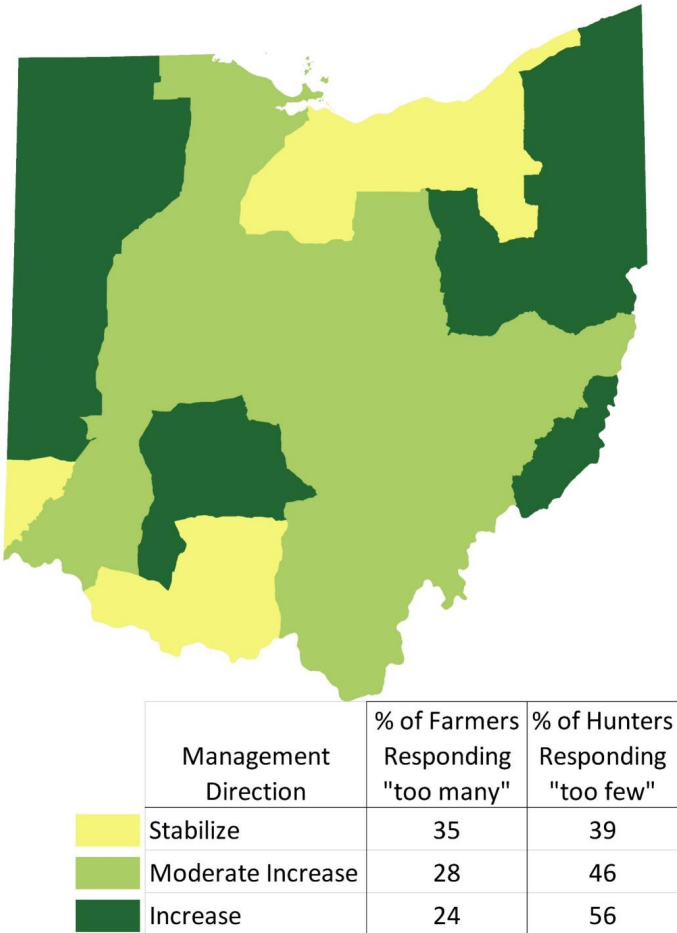 Management Direction
% of Farmers Responding "too many"
% of Hunters Responding "too few"
Stabilize 35 39
Moderate Increase 28 46
Increase 24 56